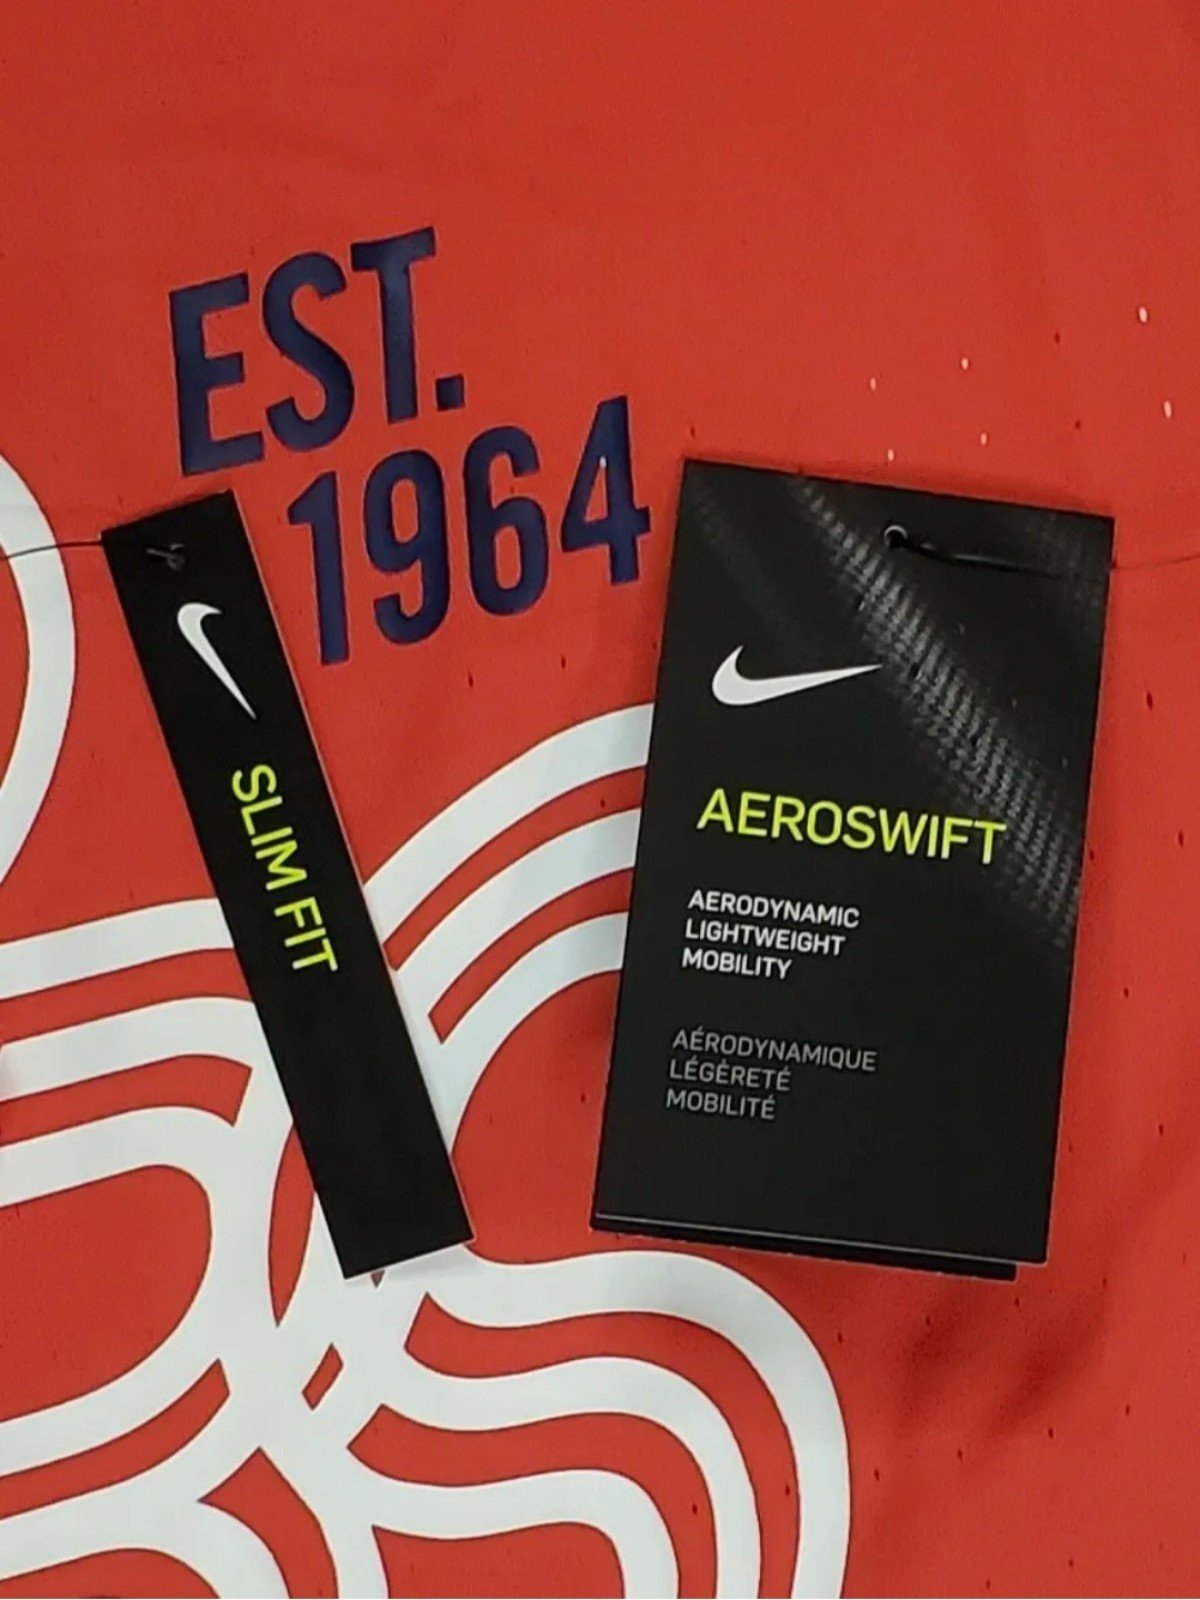 EST.
1964
SLIM FIT
AEROSWIFT
AERODYNAMIC
LIGHTWEIGHT
MOBILITY
AÉRODYNAMIQUE
LÉGÈRETÉ
MOBILITÉ